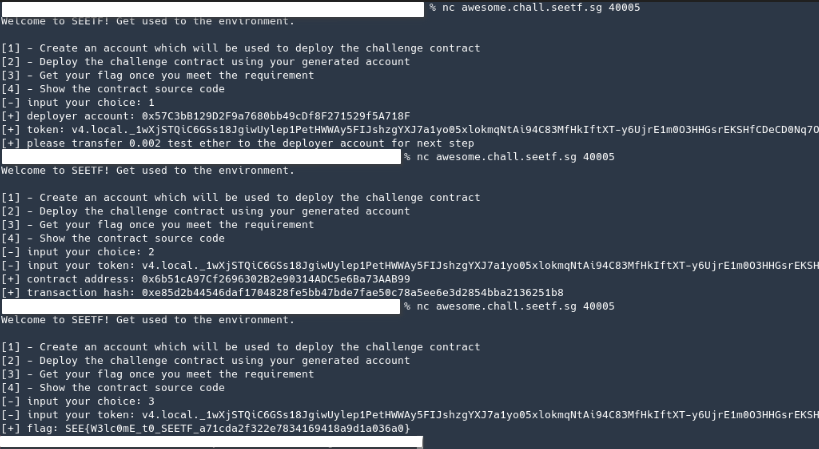 % nc awesome.chall.seetf.sg 40005
Welcome to SEETF! Get used to the environment.
[1] - Create an account which will be used to deploy the challenge contract
[2] - Deploy the challenge contract using your generated account
[3] - Get your flag once you meet the requirement
[4] - Show the contract source code
[-] input your choice: 1
[+] deployer account: 0x57C3bB129D2F9a7680bb49cDf8F271529f5A718F
[+] token: v4.local._1wXjSTQiC6GSs18JgiwUylep1PetHWWAy5FIJshzgYXJ7a1yo05xlokmqNtAi94C83MfHkIftXT-y6UjrE1m0O3HHGsrEKSHfCDeCD0Nq7O
[+] please transfer 0.002 test ether to the deployer account for next step
% nc awesome.chall.seetf.sg 40005
Welcome to SEETF! Get used to the environment.
[1] - Create an account which will be used to deploy the challenge contract
[2] - Deploy the challenge contract using your generated account
[3] - Get your flag once you meet the requirement
[4] - Show the contract source code
[-] input your choice: 2
[-] input your token: v4.local._1wXjSTQiC6GSs18JgiwUylep1PetHWWAy5FIJshzgYXJ7a1yo05xlokmqNtAi94C83MfHkIftXT-y6UjrE1m0O3HHGsrEKSH
[+] contract address: 0x6b51cA97Cf2696302B2e90314ADC5e6Ba73AAB99
[+] transaction hash: 0xe85d2b44546daf1704828fe5bb47bde7fae50c78a5ee6e3d2854bba2136251b8
% nc awesome.chall.seetf.sg 40005
Welcome to SEETF! Get used to the environment.
[1] - Create an account which will be used to deploy the challenge contract
[2] - Deploy the challenge contract using your generated account
[3] - Get your flag once you meet the requirement
[4] - Show the contract source code
[-] input your choice: 3
[-] input your token: v4.local._1wXjSTQiC6GSs18JgiwUylep1PetHWWAy5FIJshzgYXJ7a1yo05xlokmqNtAi94C83MfHkIftXT-y6UjrE1m0O3HHGsrEKSH
[+] flag: SEE{W3lc0mE_t0_SEETF_a71cda2f322e7834169418a9d1a036a0}